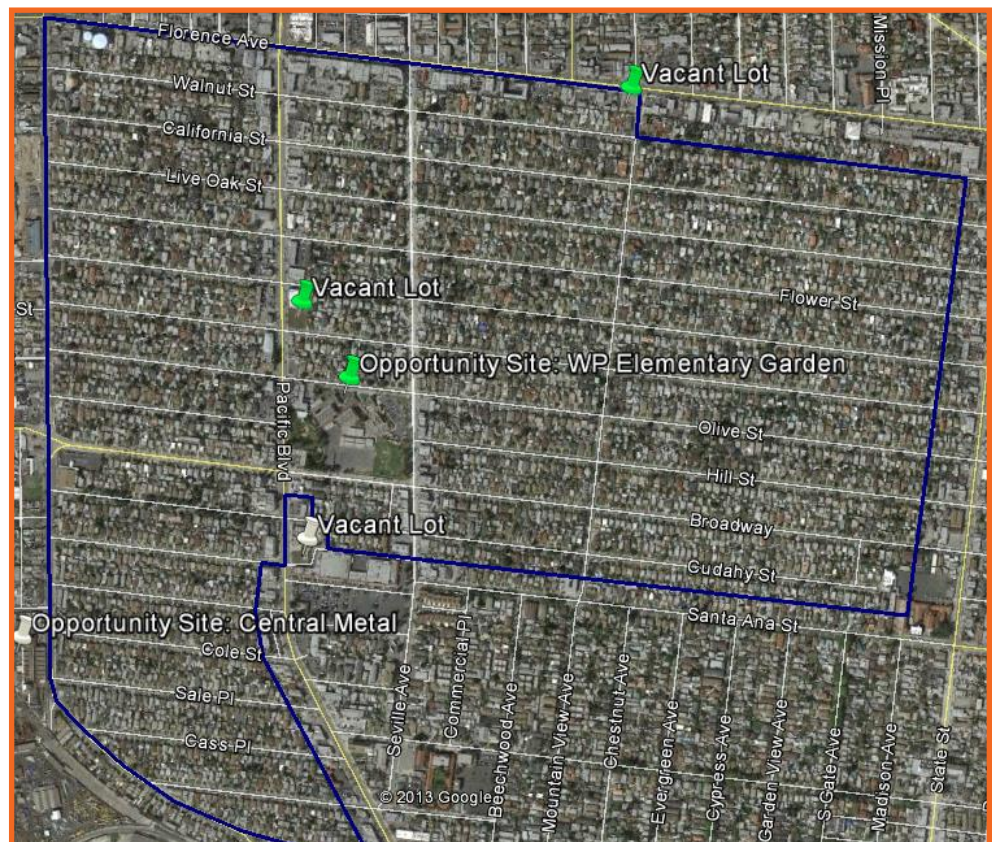 Mission-Pl
Florence Ave
Vacant Lot
Walnut St
California St
Live Oak St
Vacant Lot
Flower St
St
Opportunity Site: WP Elementary Garden
Pacific Blvd
Olive St
Hill St
Vacant Lot
Broadway
Cudahy St
Santa Ana St
Opportunity Site: Central Metal
Cole St
Sale Pl
Cass Pl
Seville Ave
Commercial Pl
Beechwood Ave
Mountain View Ave
Chestnut Ave
Evergreen Ave
Cypress Ave
Garden View Ave
S Gate Ave
Madison Ave
State St
© 2013 Google